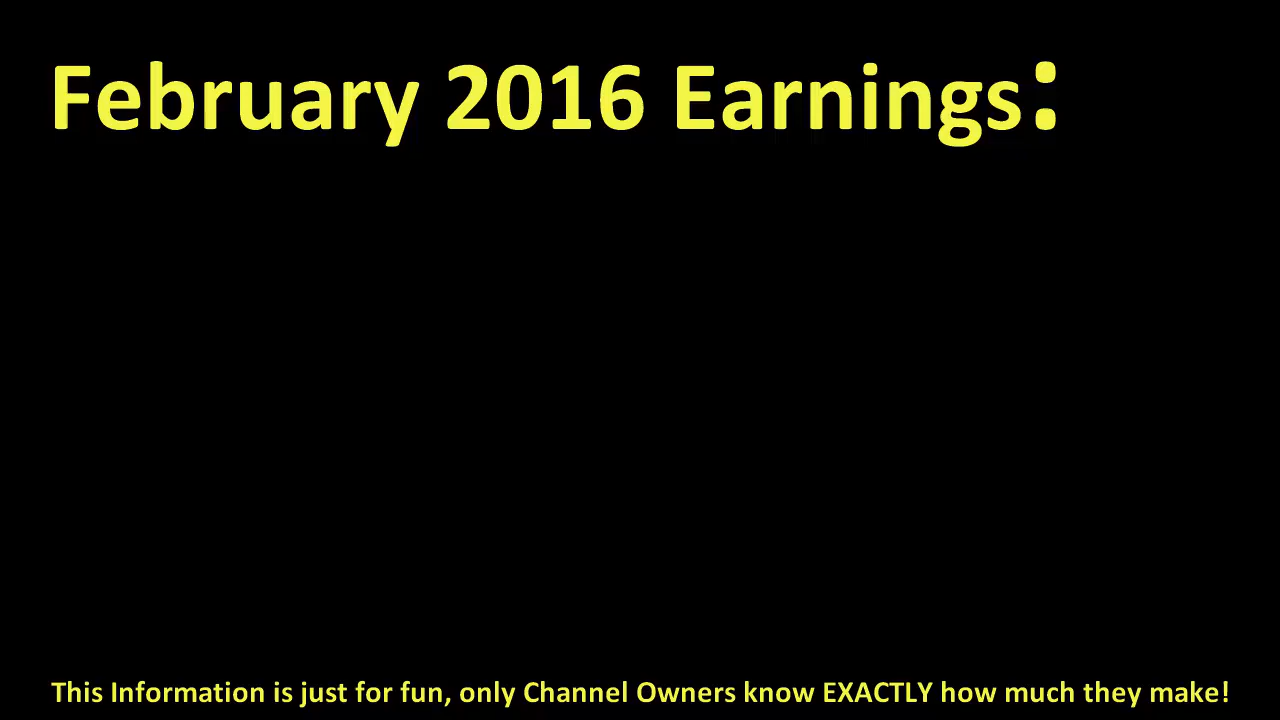 February 2016 Earnings:
This Information is just for fun, only Channel Owners know EXACTLY how much they make!